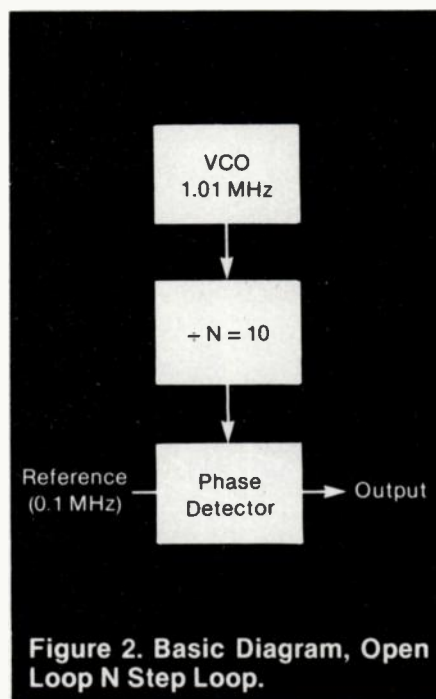 VCO
1.01 MHz
÷ N = 10
Reference
(0.1 MHz)
Phase
Detector
Output
Figure 2. Basic Diagram, Open
Loop N Step Loop.